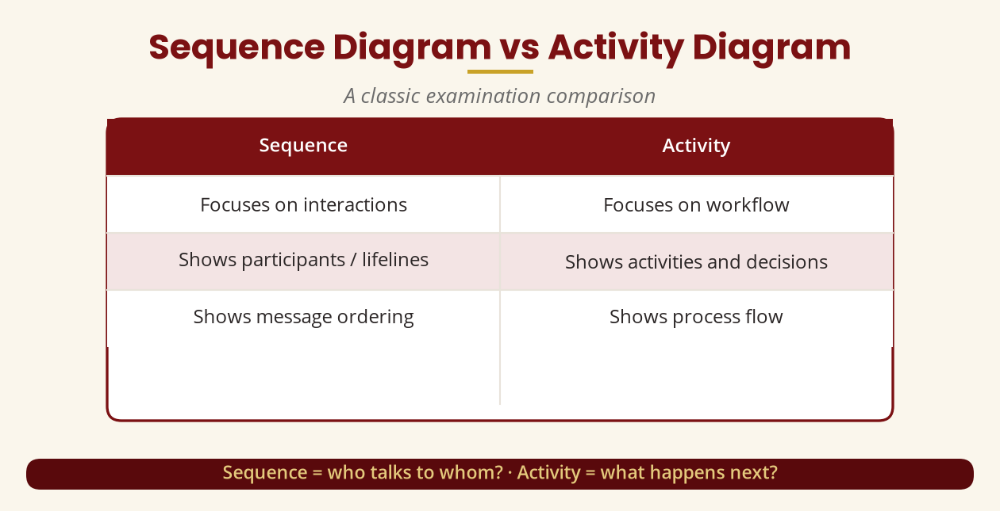 Sequence Diagram vs Activity Diagram
A classic examination comparison
Sequence Activity
Focuses on interactions Focuses on workflow
Shows participants / lifelines Shows activities and decisions
Shows message ordering Shows process flow
Sequence = who talks to whom? · Activity = what happens next?